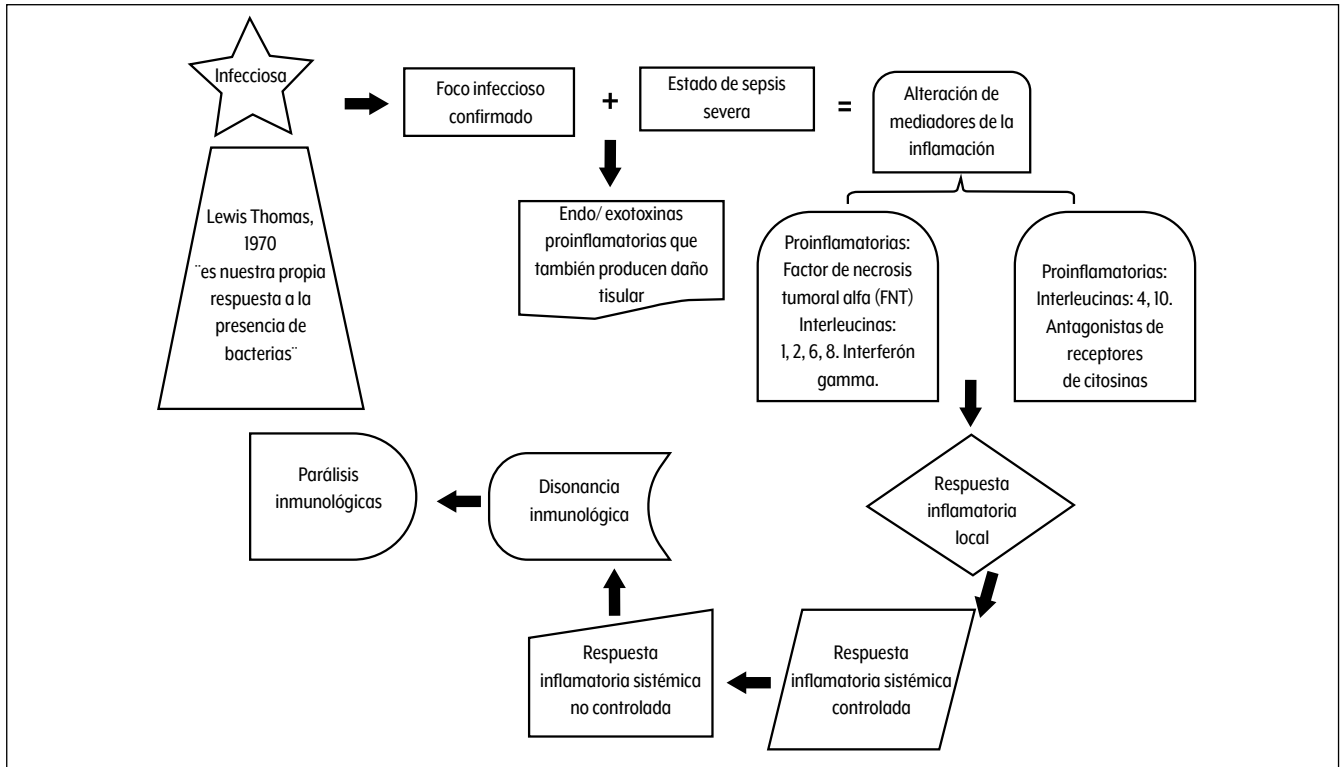 Infecciosa
Foco infeccioso
confirmado
+
Estado de sepsis
severa
=
Alteración de
mediadores de la
inflamación
Lewis Thomas,
1970
¨es nuestra propia
respuesta a la
presencia de
bacterias¨
Endo/ exotoxinas
proinflamatorias que
también producen daño
tisular
Proinflamatorias:
Factor de necrosis
tumoral alfa (FNT)
Interleucinas:
1, 2, 6, 8. Interferón
gamma.
Proinflamatorias:
Interleucinas: 4, 10.
Antagonistas de
receptores
de citosinas
Respuesta
inflamatoria
local
Respuesta
inflamatoria sistémica
controlada
Respuesta
inflamatoria sistémica
no controlada
Disonancia
inmunológica
Parálisis
inmunológicas